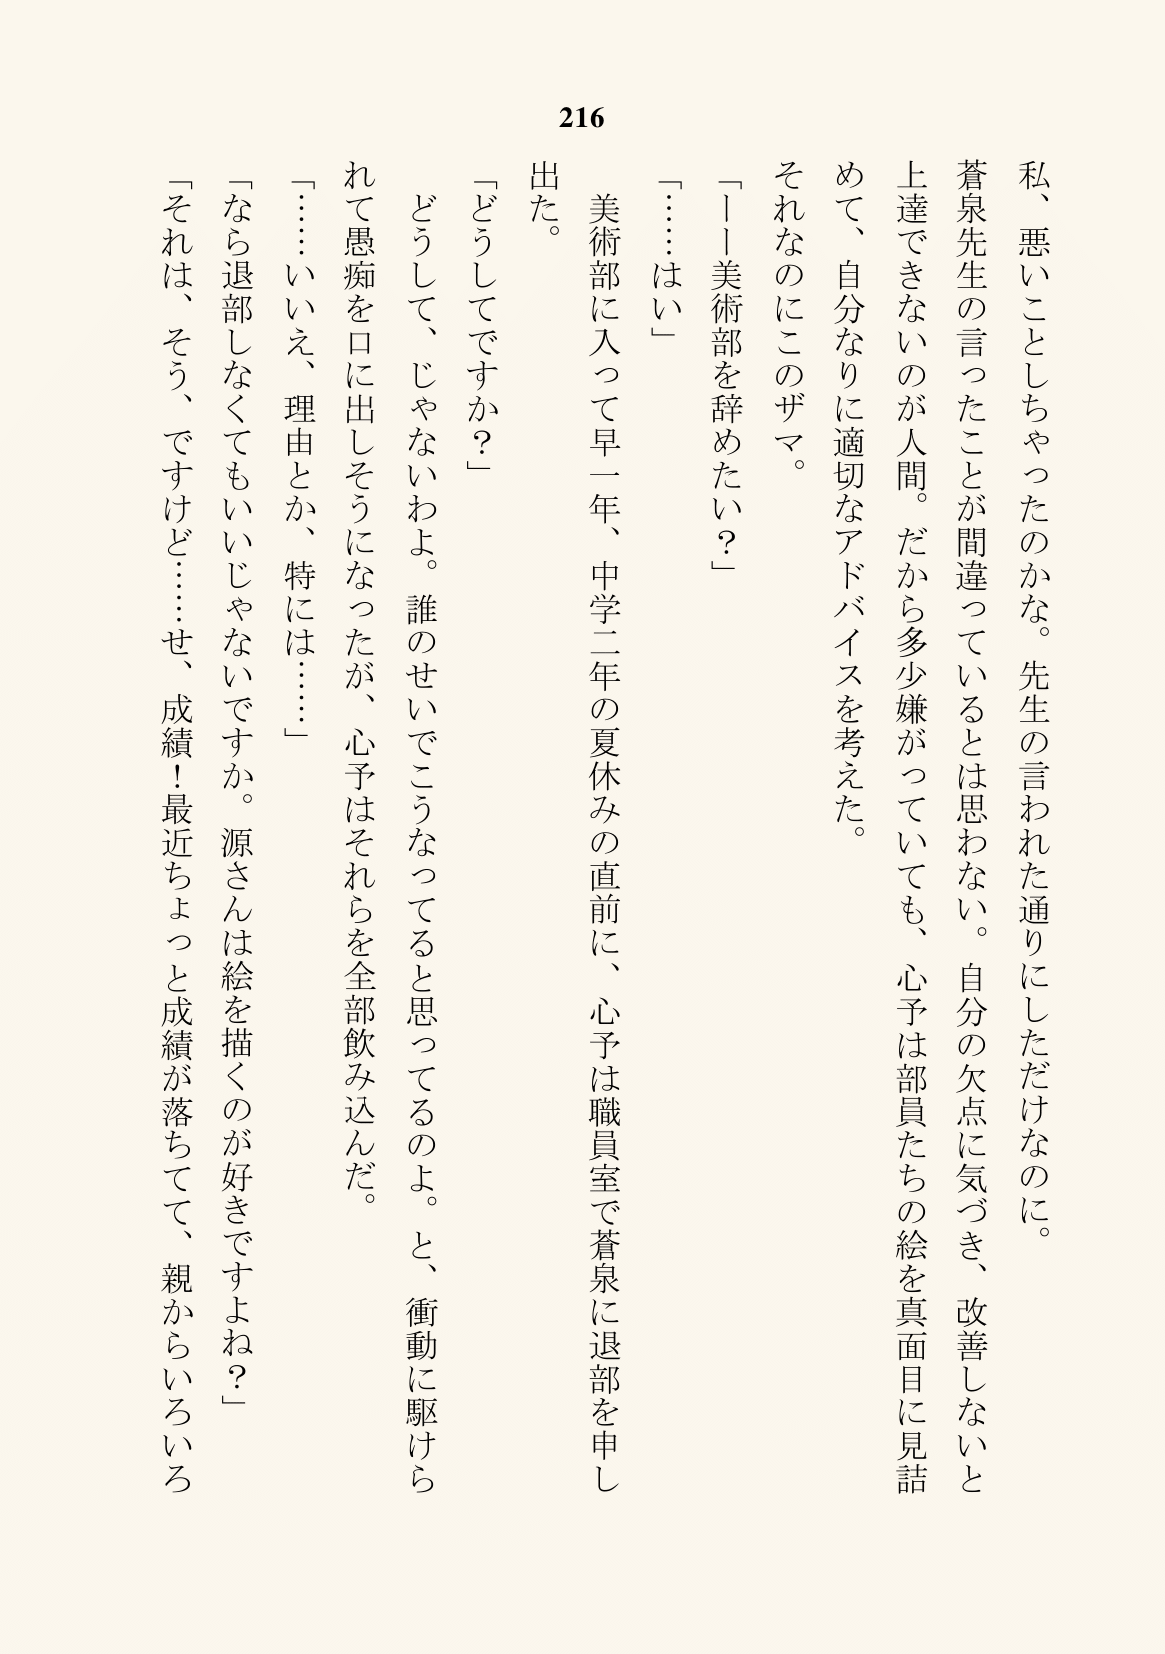 216
私、悪いことしちゃったのかな。先生の言われた通りにしただけなのに。
蒼泉先生の言ったことが間違っているとは思わない。自分の欠点に気づき、改善しないと
上達できないのが人間。だから多少嫌がっていても、心予は部員たちの絵を真面目に見詰
めて、自分なりに適切なアドバイスを考えた。
それなのにこのザマ。
「ーー美術部を辞めたい？」
「……はい」
　美術部に入って早一年、中学二年の夏休みの直前に、心予は職員室で蒼泉に退部を申し
出た。
「どうしてですか？」
　どうして、じゃないわよ。誰のせいでこうなってると思ってるのよ。と、衝動に駆けら
れて愚痴を口に出しそうになったが、心予はそれらを全部飲み込んだ。
「……いいえ、理由とか、特には……」
「なら退部しなくてもいいじゃないですか。源さんは絵を描くのが好きですよね？」
「それは、そう、ですけど……せ、成績！最近ちょっと成績が落ちてて、親からいろいろ